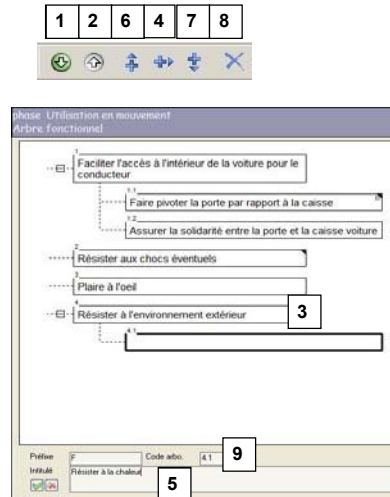 1 2 6 4 7 8
phase Utilisation en mouvement
Arbre fonctionnel
1
Faciliter l'accès à l'intérieur de la voiture pour le
conducteur
1.1
Faire pivoter la porte par rapport à la caisse
1.2
Assurer la solidarité entre la porte et la caisse voiture
2
Résister aux chocs éventuels
3
Plaire à l'oeil
4
Résister à l'environnement extérieur
3
4.1
Préfixe F Code arbo. 4.1
9
Intitulé Résister à la chaleur
5